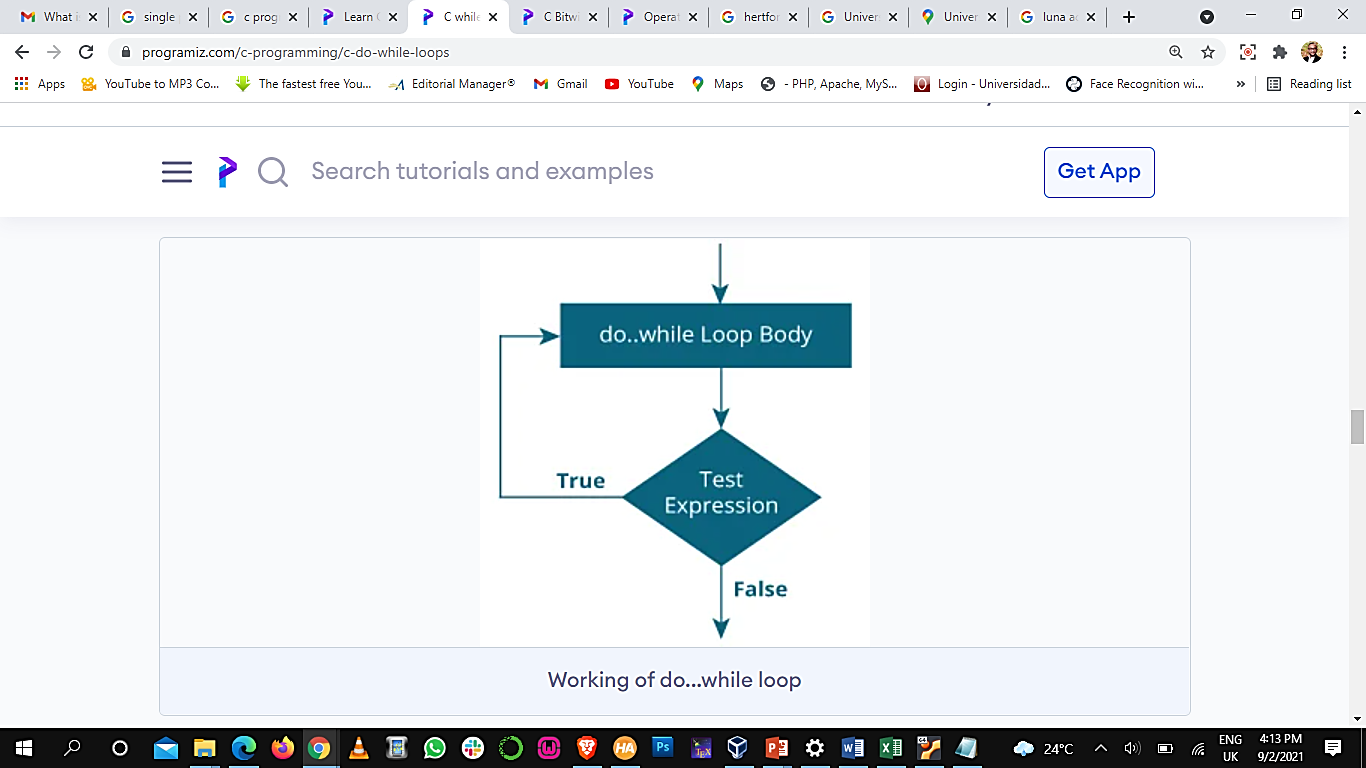 What i
single
c prog
Learn
C while
C Bitwi
Operat
hertfor
Univer
Univer
luna a
programiz.com/c-programming/c-do-while-loops
Apps
YouTube to MP3 Co...
The fastest free You...
Editorial Manager®
Gmail
YouTube
Maps
- PHP, Apache, MyS...
Login - Universidad...
Face Recognition wi...
»
Reading list
Search tutorials and examples
Get App
do..while Loop Body
True
Test
Expression
False
Working of do...while loop
24°C
ENG
UK
4:13 PM
9/2/2021